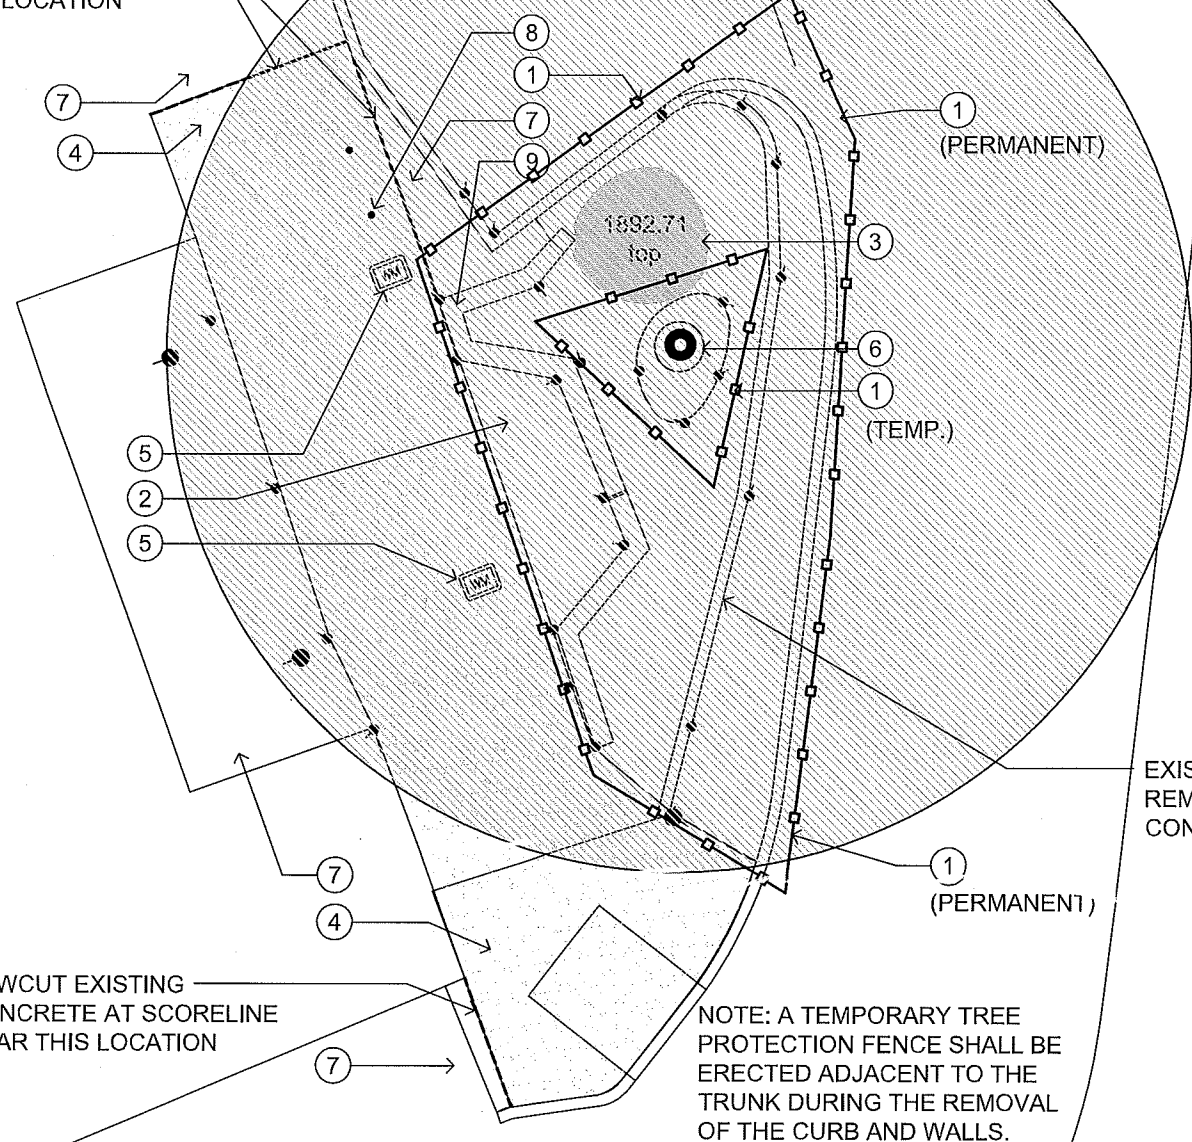 LOCATION
8
1
7
9
7
4
1
(PERMANENT)
1892.71
top
3
WM
6
1
(TEMP.)
5
2
5
WM
EXIS
REM
CON
1
(PERMANENT)
7
4
WCUT EXISTING
NCRETE AT SCORELINE
AR THIS LOCATION
7
NOTE: A TEMPORARY TREE
PROTECTION FENCE SHALL BE
ERECTED ADJACENT TO THE
TRUNK DURING THE REMOVAL
OF THE CURB AND WALLS.